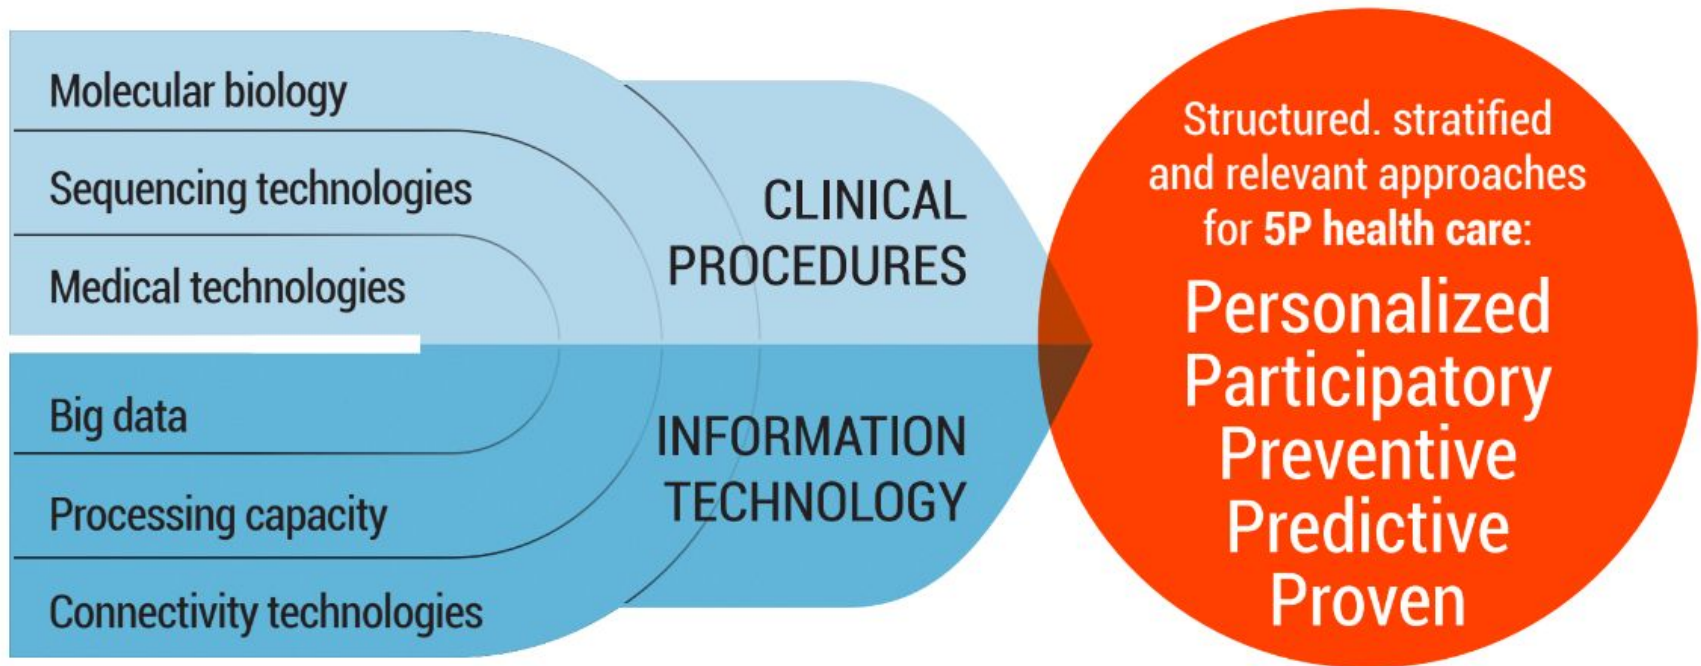 Molecular biology
Sequencing technologies
Medical technologies
Big data
Processing capacity
Connectivity technologies
CLINICAL
PROCEDURES
INFORMATION
TECHNOLOGY
Structured. stratified
and relevant approaches
for 5P health care:
Personalized
Participatory
Preventive
Predictive
Proven